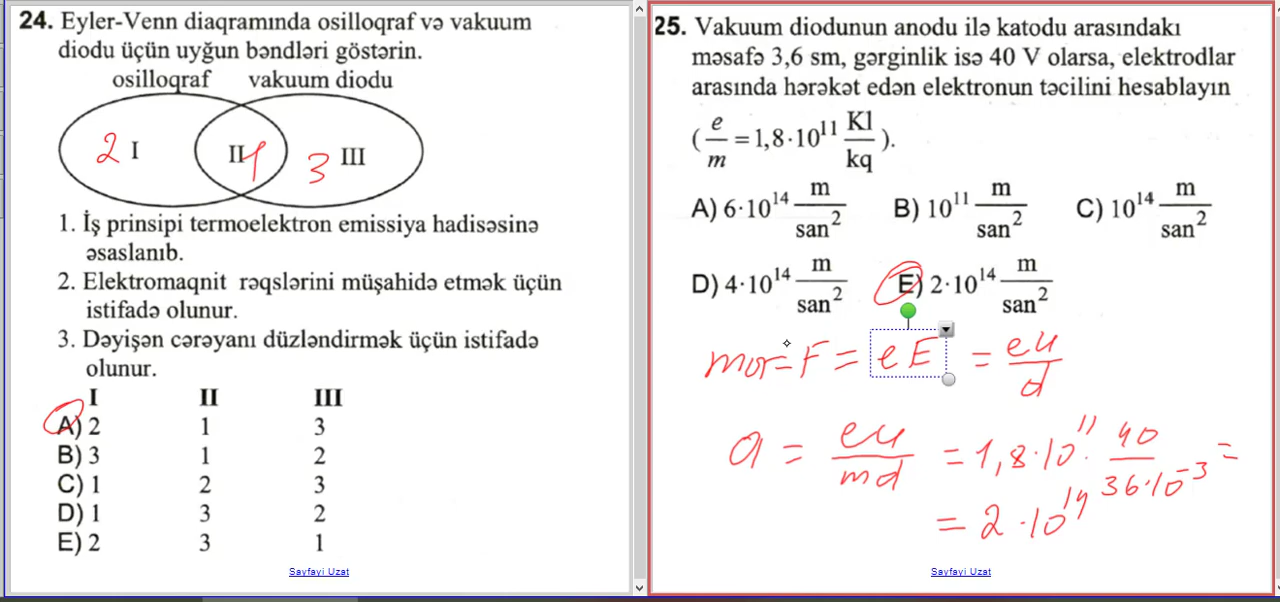 24. Eyler-Venn diaqramında osilloqraf və vakuum
diodu üçün uyğun bəndləri göstərin.
osilloqraf vakuum diodu
2 I II 1 3 III
1. İş prinsipi termoelektron emissiya hadisəsinə
əsaslanıb.
2. Elektromaqnit rəqslərini müşahidə etmək üçün
istifadə olunur.
3. Dəyişən cərəyanı düzləndirmək üçün istifadə
olunur.
I II III
A) 2 1 3
B) 3 1 2
C) 1 2 3
D) 1 3 2
E) 2 3 1
Səyfəyi Uzat
25. Vakuum diodunun anodu ilə katodu arasındakı
məsafə 3,6 sm, gərginlik isə 40 V olarsa, elektrodlar
arasında hərəkət edən elektronun təcilini hesablayın
(e/m = 1,8·10¹¹ Kl/kq).
A) 6·10¹⁴ m/san² B) 10¹¹ m/san² C) 10¹⁴ m/san²
D) 4·10¹⁴ m/san² E) 2·10¹⁴ m/san²
F = eE = eu/d
a = eu/md = 1,8·10¹¹· 40/36·10⁻³ =
= 2·10¹⁴
Səyfəyi Uzat